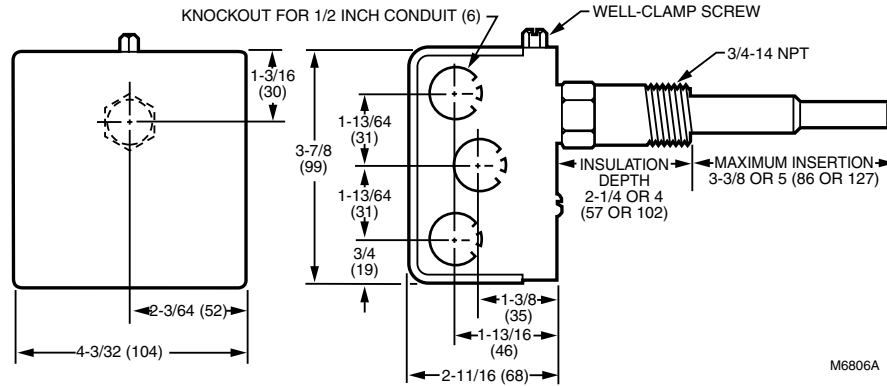 KNOCKOUT FOR 1/2 INCH CONDUIT (6)
WELL-CLAMP SCREW
3/4-14 NPT
1-3/16
(30)
1-13/64
(31)
3-7/8
(99)
1-13/64
(31)
3/4
(19)
INSULATION
DEPTH
2-1/4 OR 4
(57 OR 102)
MAXIMUM INSERTION
3-3/8 OR 5 (86 OR 127)
2-3/64 (52)
4-3/32 (104)
1-3/8
(35)
1-13/16
(46)
2-11/16 (68)
M6806A